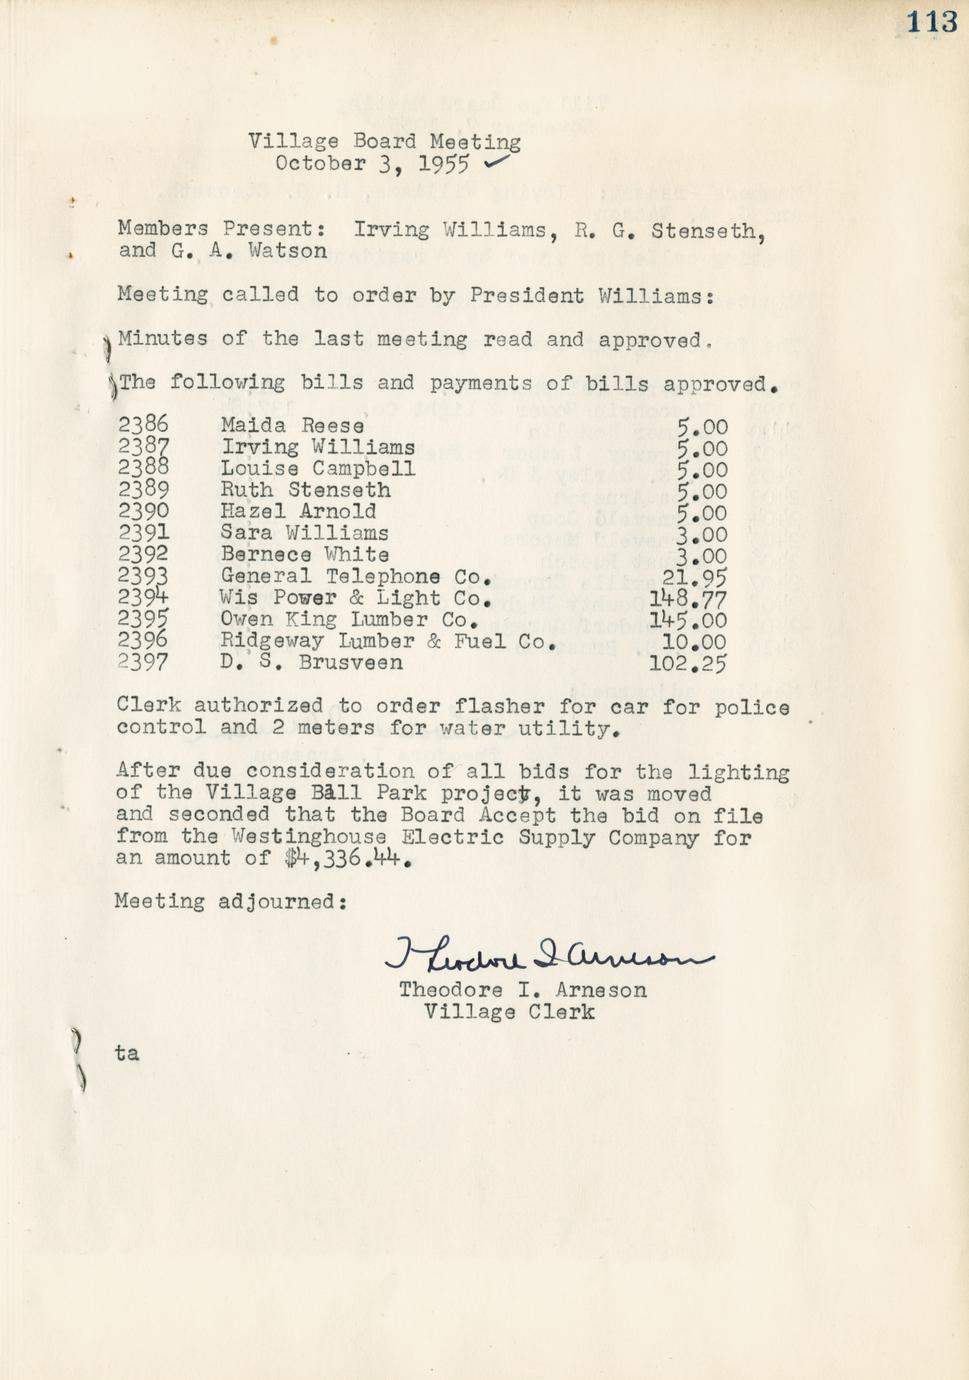 113
Village Board Meeting
October 3, 1955 ✓
Members Present: Irving Williams, R. G. Stenseth,
and G. A. Watson
Meeting called to order by President Williams:
Minutes of the last meeting read and approved.
The following bills and payments of bills approved.
2386 Maida Reese 5.00
2387 Irving Williams 5.00
2388 Louise Campbell 5.00
2389 Ruth Stenseth 5.00
2390 Hazel Arnold 5.00
2391 Sara Williams 3.00
2392 Bernece White 3.00
2393 General Telephone Co. 21.95
2394 Wis Power & Light Co. 148.77
2395 Owen King Lumber Co. 145.00
2396 Ridgeway Lumber & Fuel Co. 10.00
2397 D. S. Brusveen 102.25
Clerk authorized to order flasher for car for police
control and 2 meters for water utility.
After due consideration of all bids for the lighting
of the Village Ball Park project, it was moved
and seconded that the Board Accept the bid on file
from the Westinghouse Electric Supply Company for
an amount of $4,336.44.
Meeting adjourned:
Theodore I Arneson
Theodore I. Arneson
Village Clerk
ta